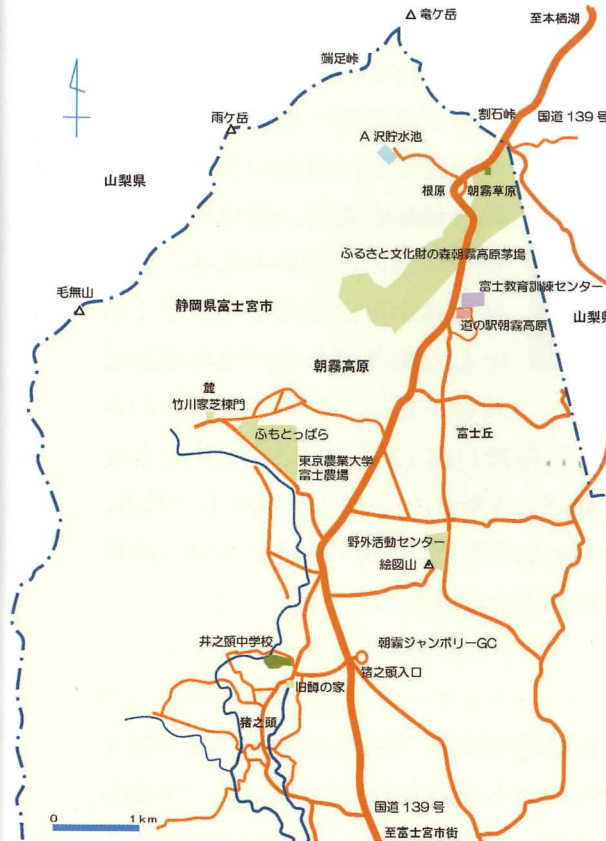 竜ケ岳
至本栖湖
端足峠
割石峠
国道139号
雨ケ岳
A沢貯水池
山梨県
根原
朝霧草原
ふるさと文化財の森朝霧高原茅場
毛無山
富士教育訓練センター
静岡県富士宮市
山梨県
道の駅朝霧高原
朝霧高原
麓
竹川家芝棟門
ふもとっぱら
富士丘
東京農業大学
富士農場
野外活動センター
絵図山
井之頭中学校
朝霧ジャンボリーGC
猪之頭入口
旧鱒の家
猪之頭
国道139号
0 1km
至富士宮市街